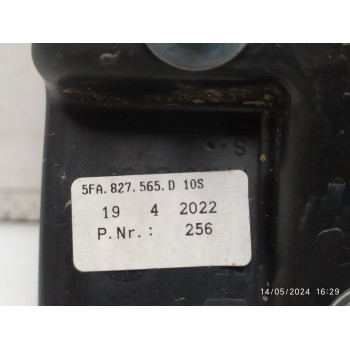 S
5FA.827.565.D 10S
19 4 2022
P.Nr.: 256
14/05/2024 16:29